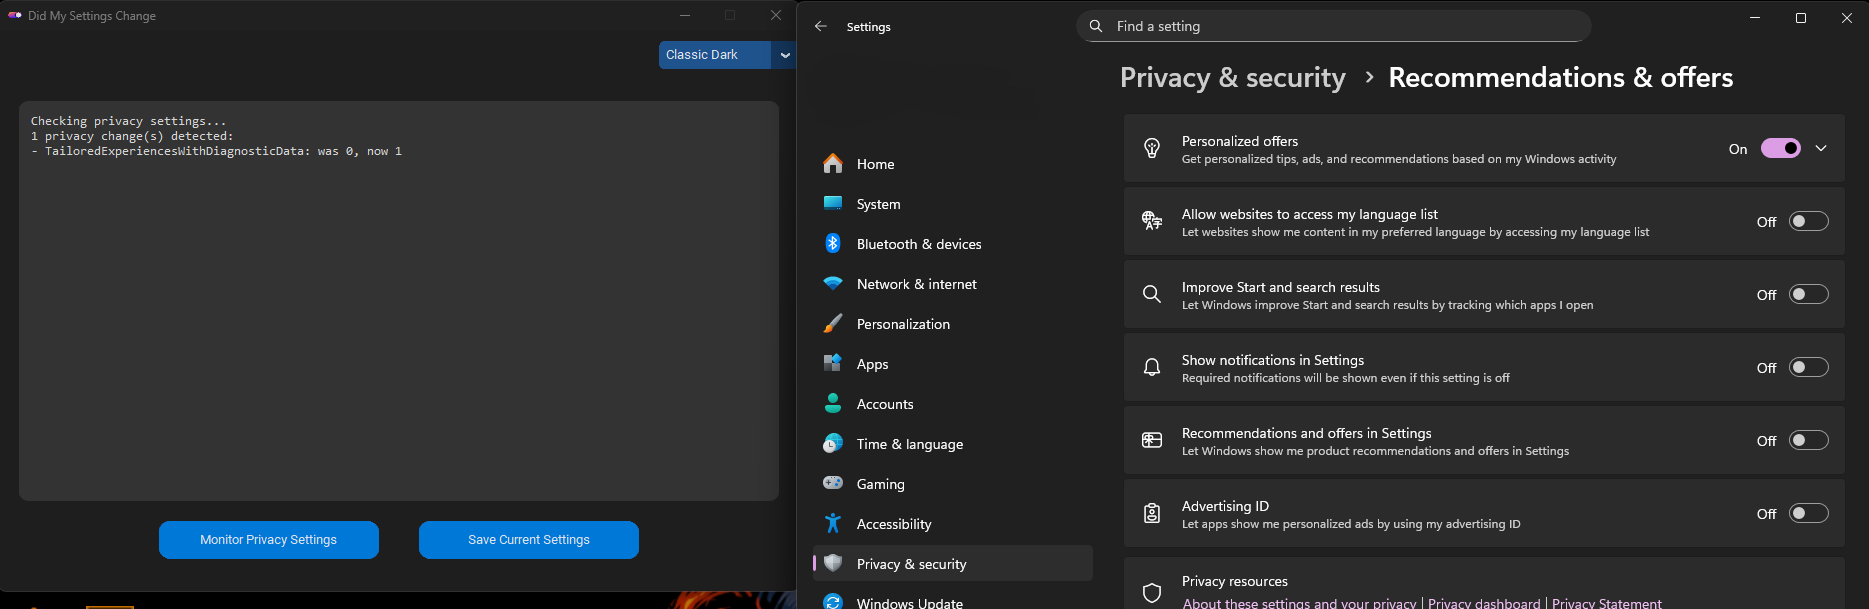 Did My Settings Change
Classic Dark
Checking privacy settings...
1 privacy change(s) detected:
- TailoredExperiencesWithDiagnosticData: was 0, now 1
Monitor Privacy Settings
Save Current Settings
Settings
Find a setting
Home
System
Bluetooth & devices
Network & internet
Personalization
Apps
Accounts
Time & language
Gaming
Accessibility
Privacy & security
Windows Update
Privacy & security > Recommendations & offers
Personalized offers
Get personalized tips, ads, and recommendations based on my Windows activity
On
Allow websites to access my language list
Let websites show me content in my preferred language by accessing my language list
Off
Improve Start and search results
Let Windows improve Start and search results by tracking which apps I open
Off
Show notifications in Settings
Required notifications will be shown even if this setting is off
Off
Recommendations and offers in Settings
Let Windows show me product recommendations and offers in Settings
Off
Advertising ID
Let apps show me personalized ads by using my advertising ID
Off
Privacy resources
About these settings and your privacy | Privacy dashboard | Privacy Statement